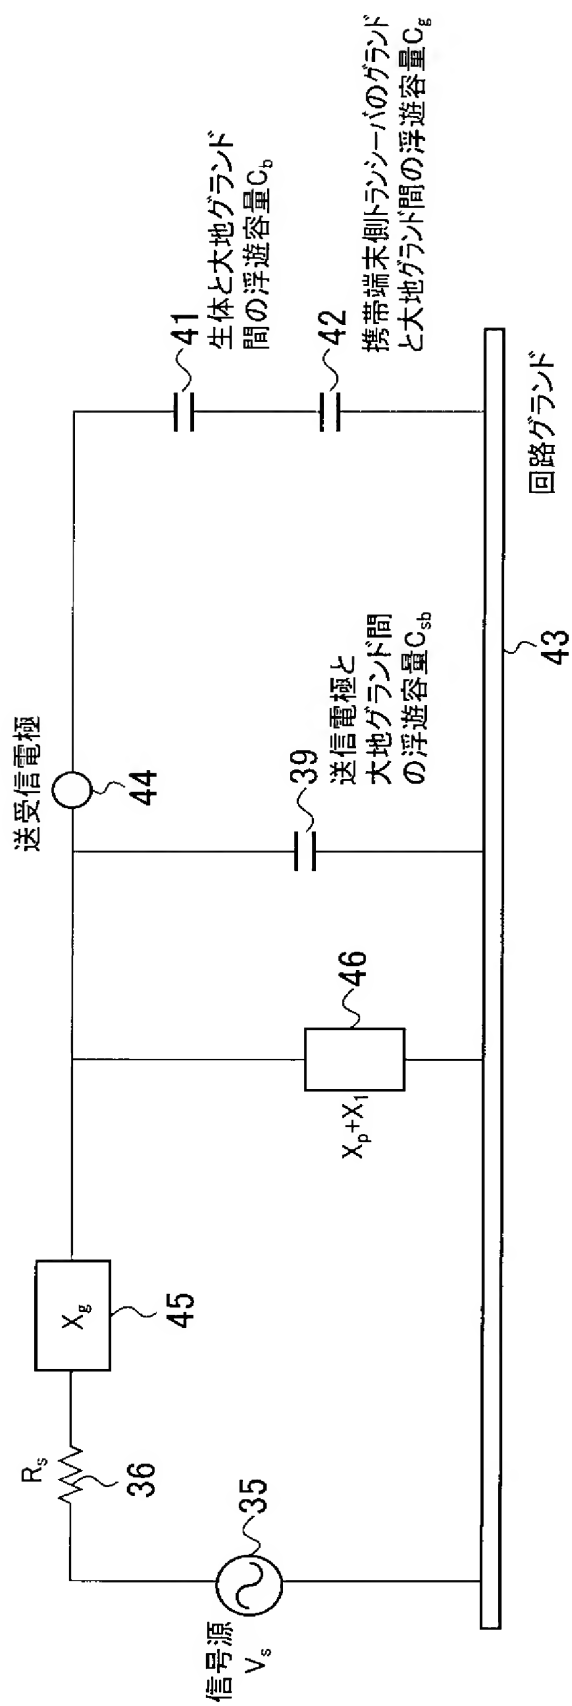 信号源
Vs
35
Rs
36
Xg
45
Xp+X1
46
送受信電極
44
39
送信電極と
大地グランド間
の浮遊容量Csb
41
生体と大地グランド
間の浮遊容量Cb
42
携帯端末側トランシーバのグランド
と大地グランド間の浮遊容量Cg
43
回路グランド